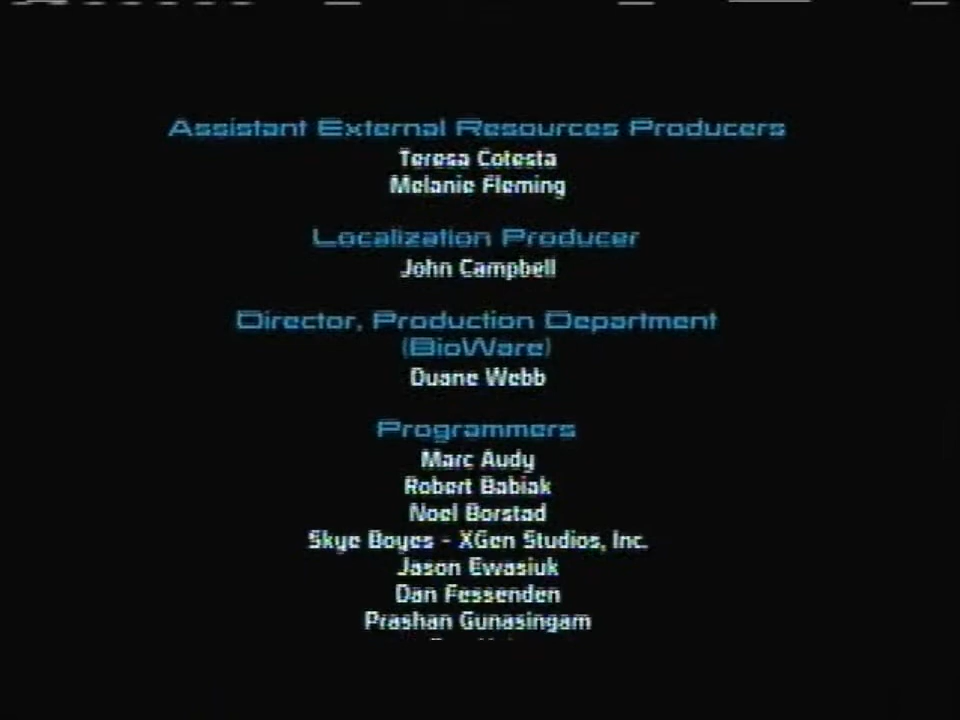 Assistant External Resources Producers
Teresa Cotesta
Melanie Fleming
Localization Producer
John Campbell
Director, Production Department
(BioWare)
Duane Webb
Programmers
Marc Audy
Robert Babiak
Noel Borstad
Skye Boyes - XGen Studios, Inc.
Jason Ewasiuk
Dan Fessenden
Prashan Gunasingam